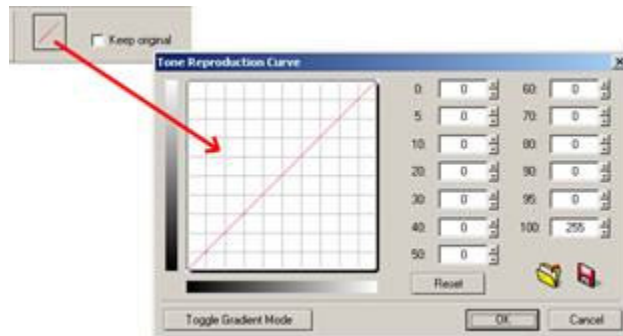 Keep original
Tone Reproduction Curve
0: 0 60: 0
5: 0 70: 0
10: 0 80: 0
20: 0 90: 0
30: 0 95: 0
40: 0 100: 255
50: 0
Reset
Toggle Gradient Mode OK Cancel